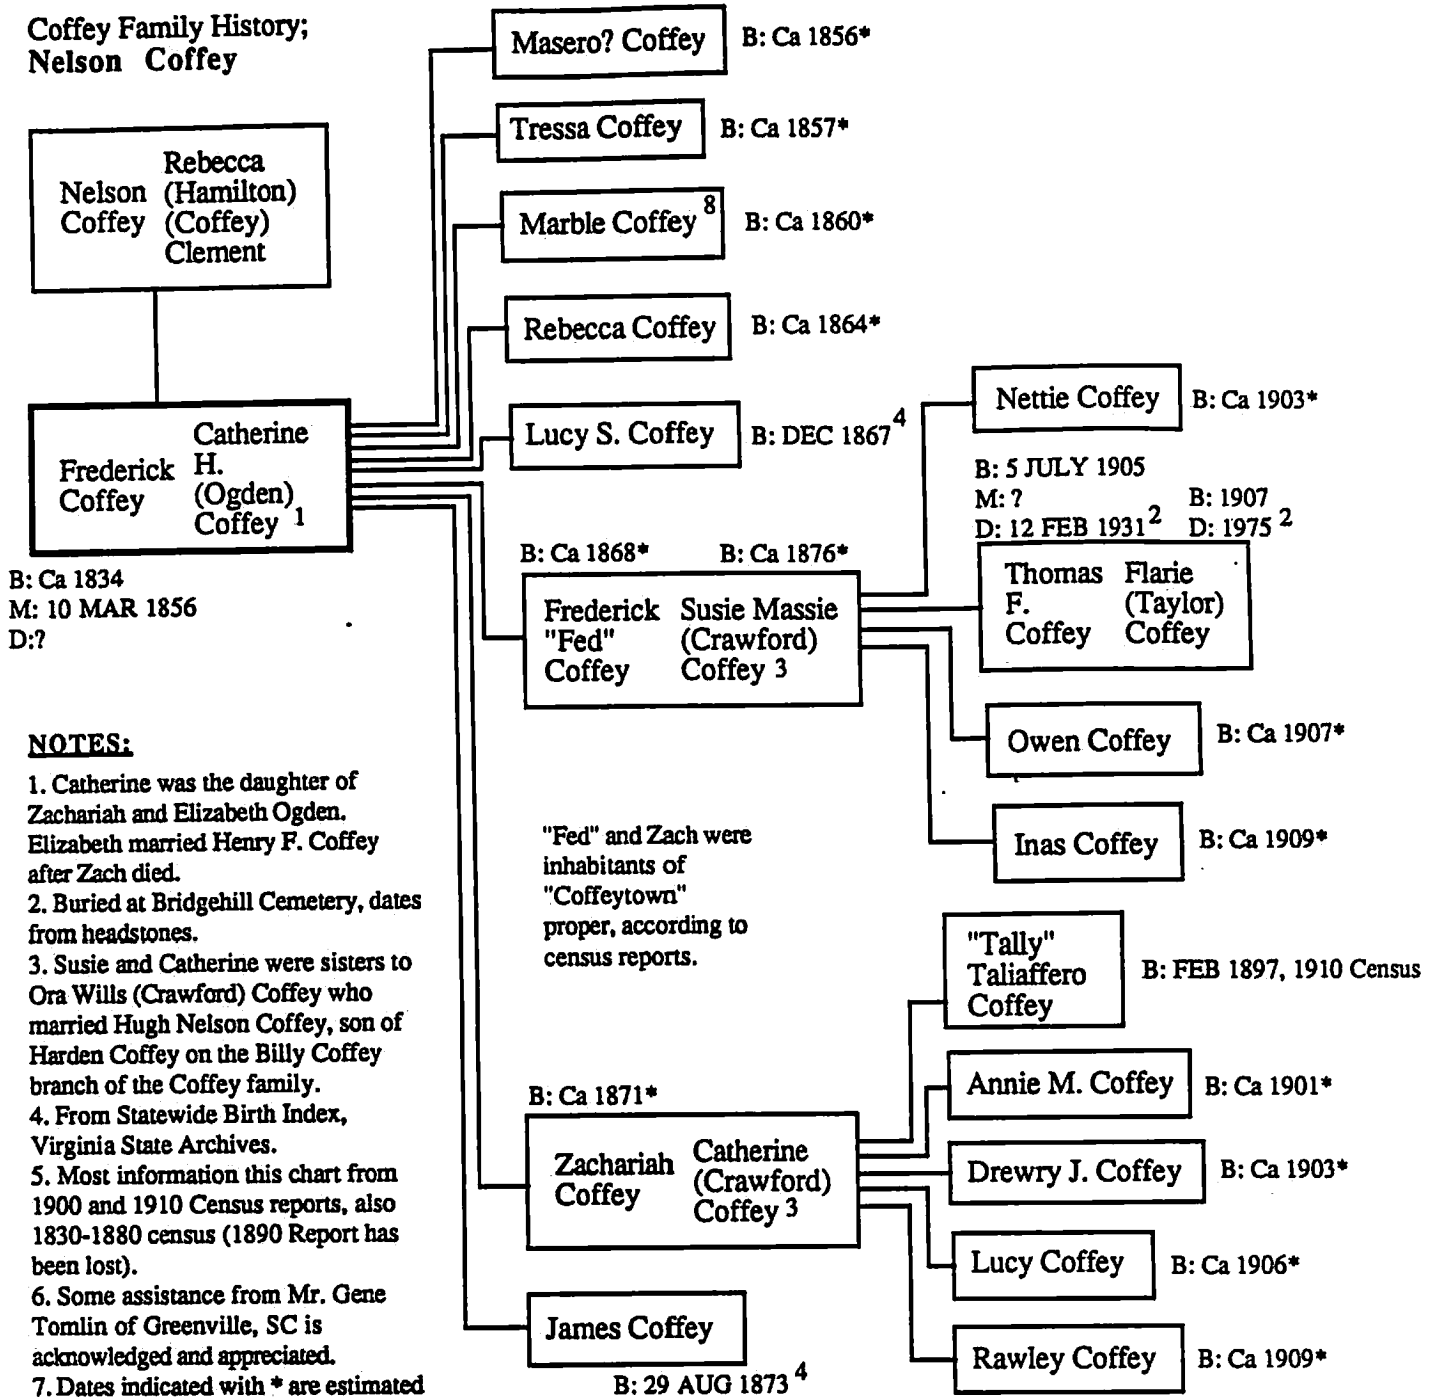 Coffey Family History;
Nelson Coffey
Nelson
Coffey
Rebecca
(Hamilton)
(Coffey)
Clement
Frederick
Coffey
Catherine
H.
(Ogden)
Coffey 1
B: Ca 1834
M: 10 MAR 1856
D:?
Masero? Coffey
B: Ca 1856*
Tressa Coffey
B: Ca 1857*
Marble Coffey 8
B: Ca 1860*
Rebecca Coffey
B: Ca 1864*
Lucy S. Coffey
B: DEC 1867 4
B: Ca 1868*
B: Ca 1876*
Frederick
"Fed"
Coffey
Susie Massie
(Crawford)
Coffey 3
Nettie Coffey
B: Ca 1903*
B: 5 JULY 1905
M: ?
D: 12 FEB 1931 2
B: 1907
D: 1975 2
Thomas
F.
Coffey
Flarie
(Taylor)
Coffey
Owen Coffey
B: Ca 1907*
Inas Coffey
B: Ca 1909*
"Fed" and Zach were
inhabitants of
"Coffeytown"
proper, according to
census reports.
B: Ca 1871*
Zachariah
Coffey
Catherine
(Crawford)
Coffey 3
"Tally"
Taliaffero
Coffey
B: FEB 1897, 1910 Census
Annie M. Coffey
B: Ca 1901*
Drewry J. Coffey
B: Ca 1903*
Lucy Coffey
B: Ca 1906*
Rawley Coffey
B: Ca 1909*
James Coffey
B: 29 AUG 1873 4
NOTES:
1. Catherine was the daughter of
Zachariah and Elizabeth Ogden.
Elizabeth married Henry F. Coffey
after Zach died.
2. Buried at Bridgehill Cemetery, dates
from headstones.
3. Susie and Catherine were sisters to
Ora Wills (Crawford) Coffey who
married Hugh Nelson Coffey, son of
Harden Coffey on the Billy Coffey
branch of the Coffey family.
4. From Statewide Birth Index,
Virginia State Archives.
5. Most information this chart from
1900 and 1910 Census reports, also
1830-1880 census (1890 Report has
been lost).
6. Some assistance from Mr. Gene
Tomlin of Greenville, SC is
acknowledged and appreciated.
7. Dates indicated with * are estimated